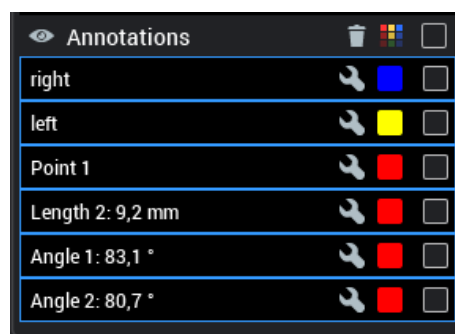 Annotations
right
left
Point 1
Length 2: 9,2 mm
Angle 1: 83,1 °
Angle 2: 80,7 °